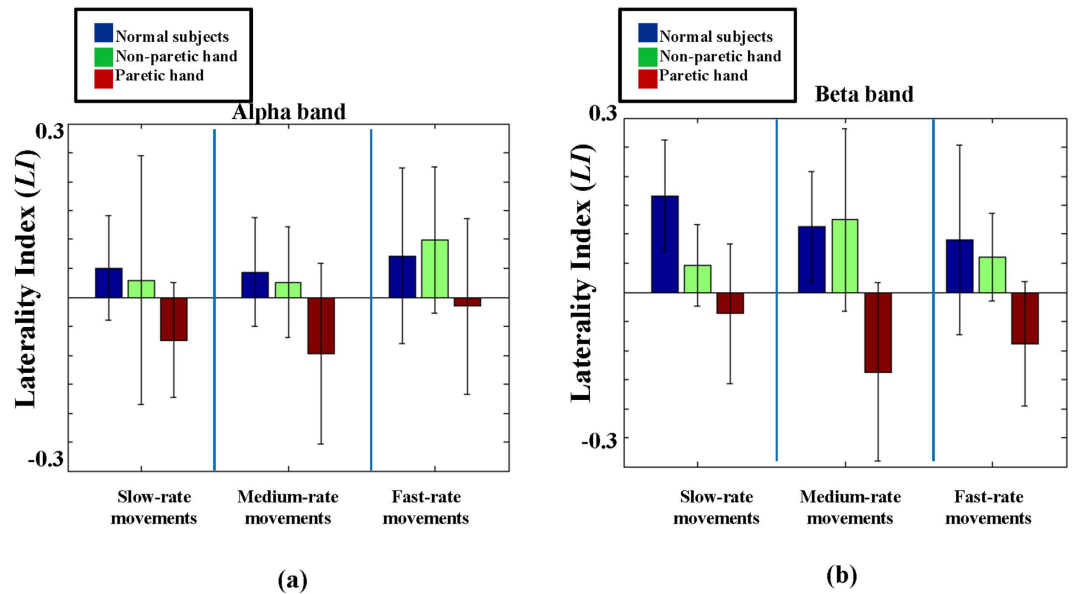 Normal subjects
Non-paretic hand
Paretic hand
Alpha band
0.3
Laterality Index (LI)
-0.3
Slow-rate movements
Medium-rate movements
Fast-rate movements
(a)
Normal subjects
Non-paretic hand
Paretic hand
Beta band
0.3
Laterality Index (LI)
-0.3
Slow-rate movements
Medium-rate movements
Fast-rate movements
(b)